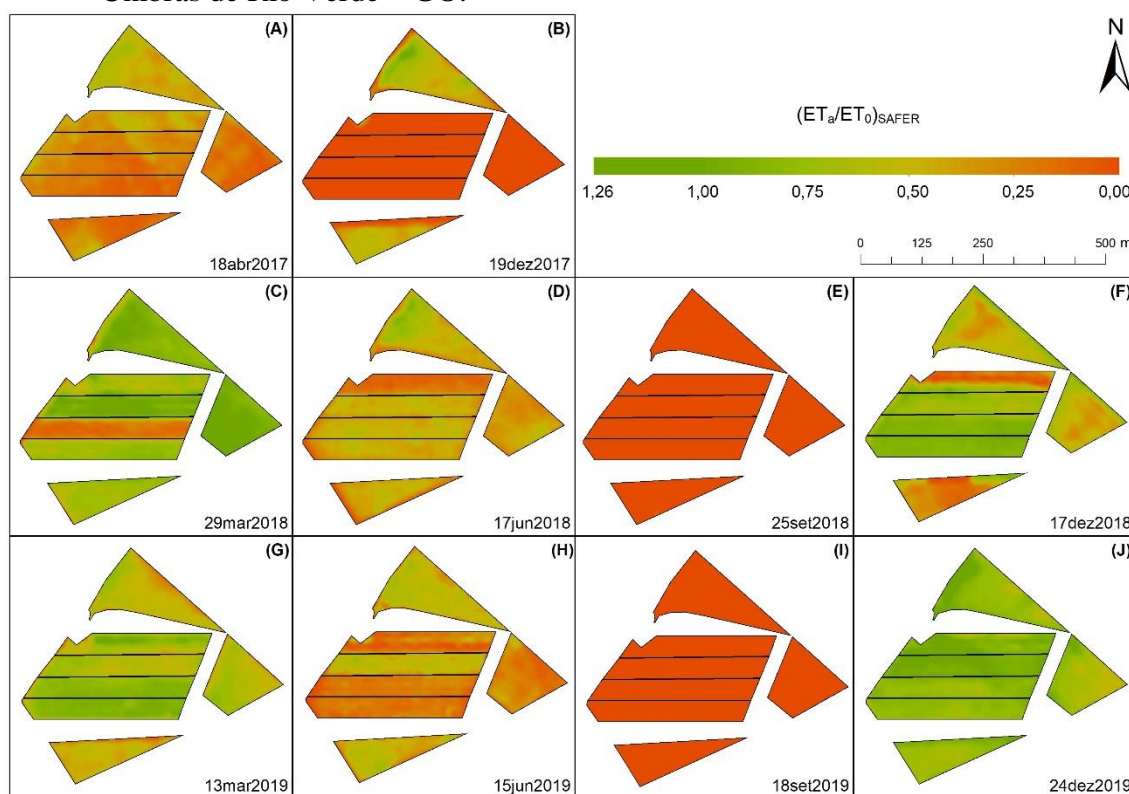 (A)
(B)
N
(ETa/ET0)SAFER
1,26 1,00 0,75 0,50 0,25 0,00
0 125 250 500 m
18abr2017
19dez2017
(C)
(D)
(E)
(F)
29mar2018
17jun2018
25set2018
17dez2018
(G)
(H)
(I)
(J)
13mar2019
15jun2019
18set2019
24dez2019